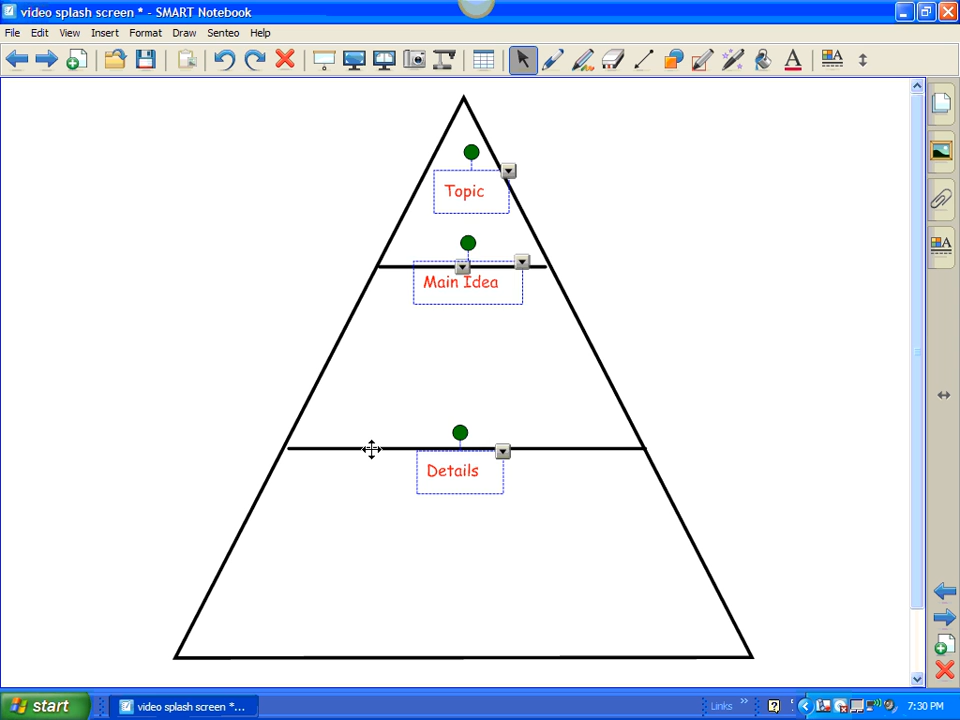 video splash screen * - SMART Notebook
File Edit View Insert Format Draw Senteo Help
Topic
Main Idea
Details
start
video splash screen *...
Links
7:30 PM